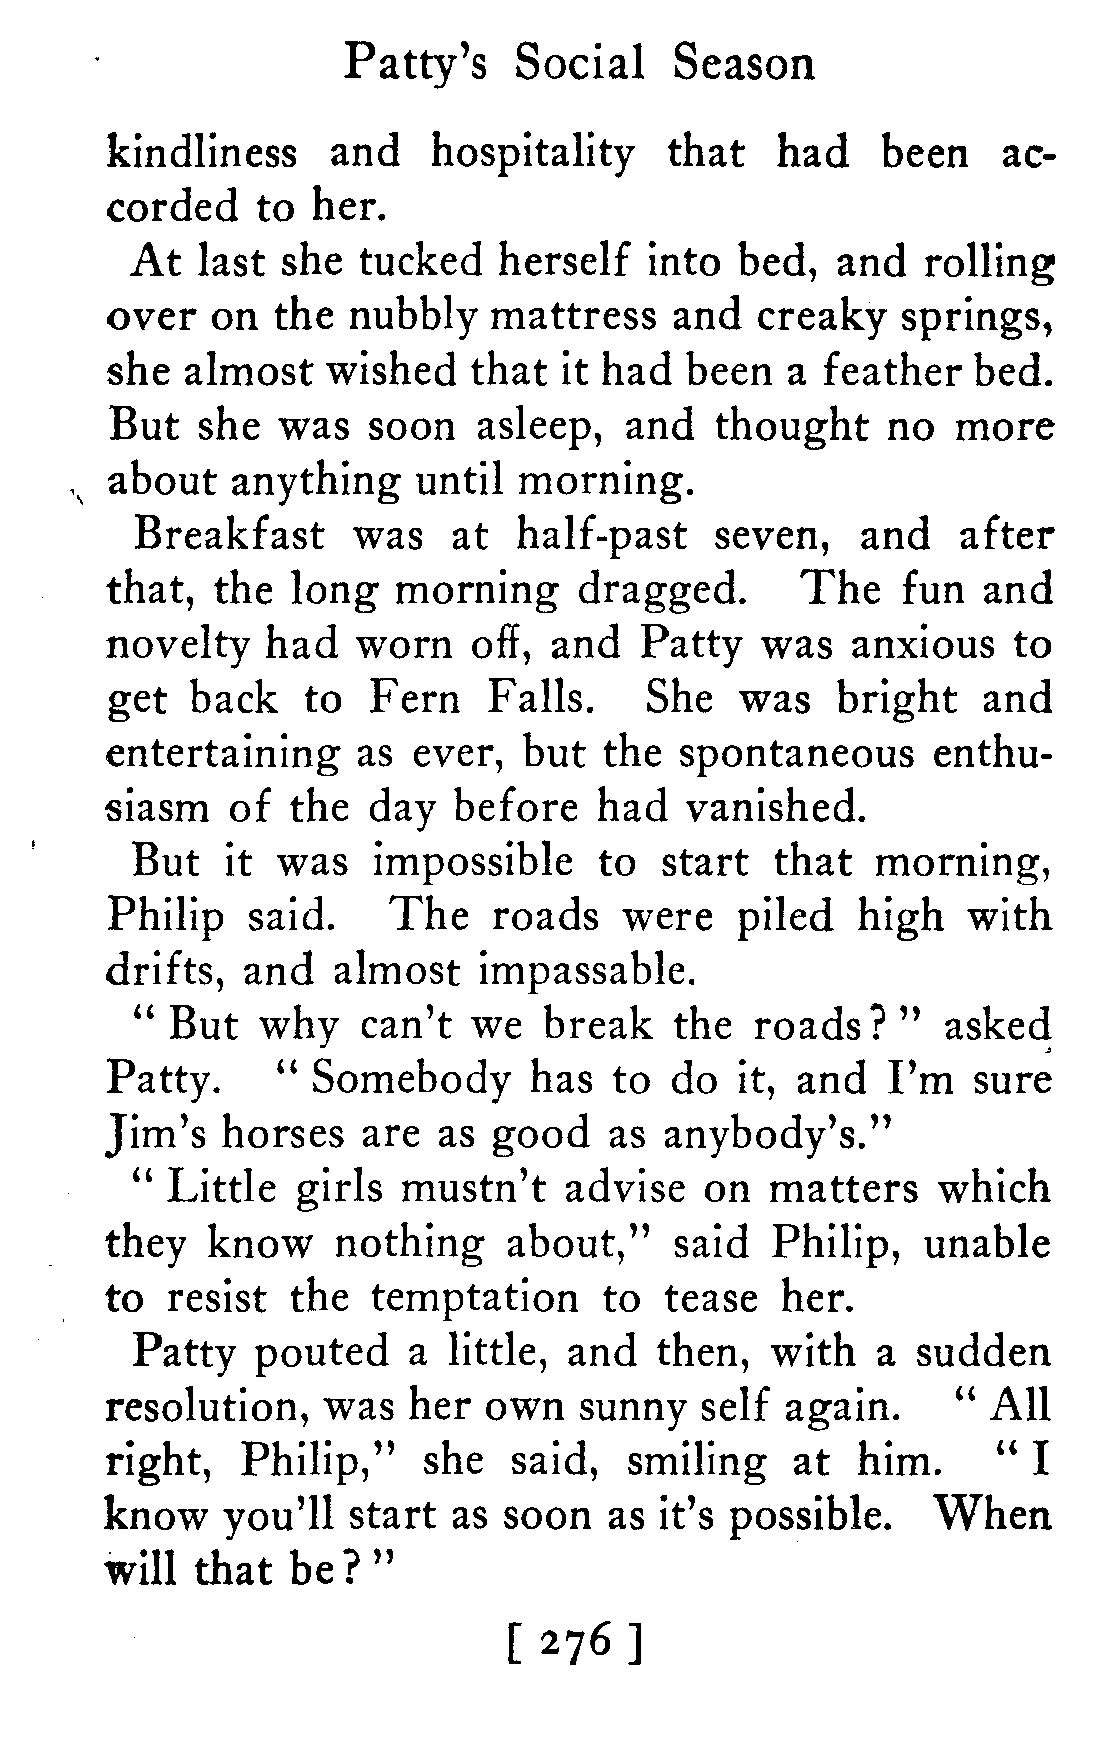 Patty's Social Season
kindliness and hospitality that had been ac-
corded to her.
At last she tucked herself into bed, and rolling
over on the nubbly mattress and creaky springs,
she almost wished that it had been a feather bed.
But she was soon asleep, and thought no more
about anything until morning.
Breakfast was at half-past seven, and after
that, the long morning dragged. The fun and
novelty had worn off, and Patty was anxious to
get back to Fern Falls. She was bright and
entertaining as ever, but the spontaneous enthu-
siasm of the day before had vanished.
But it was impossible to start that morning,
Philip said. The roads were piled high with
drifts, and almost impassable.
“ But why can't we break the roads? ” asked
Patty. “ Somebody has to do it, and I'm sure
Jim's horses are as good as anybody's.”
“ Little girls mustn't advise on matters which
they know nothing about,” said Philip, unable
to resist the temptation to tease her.
Patty pouted a little, and then, with a sudden
resolution, was her own sunny self again. “ All
right, Philip,” she said, smiling at him. “ I
know you'll start as soon as it's possible. When
will that be? ”
[ 276 ]